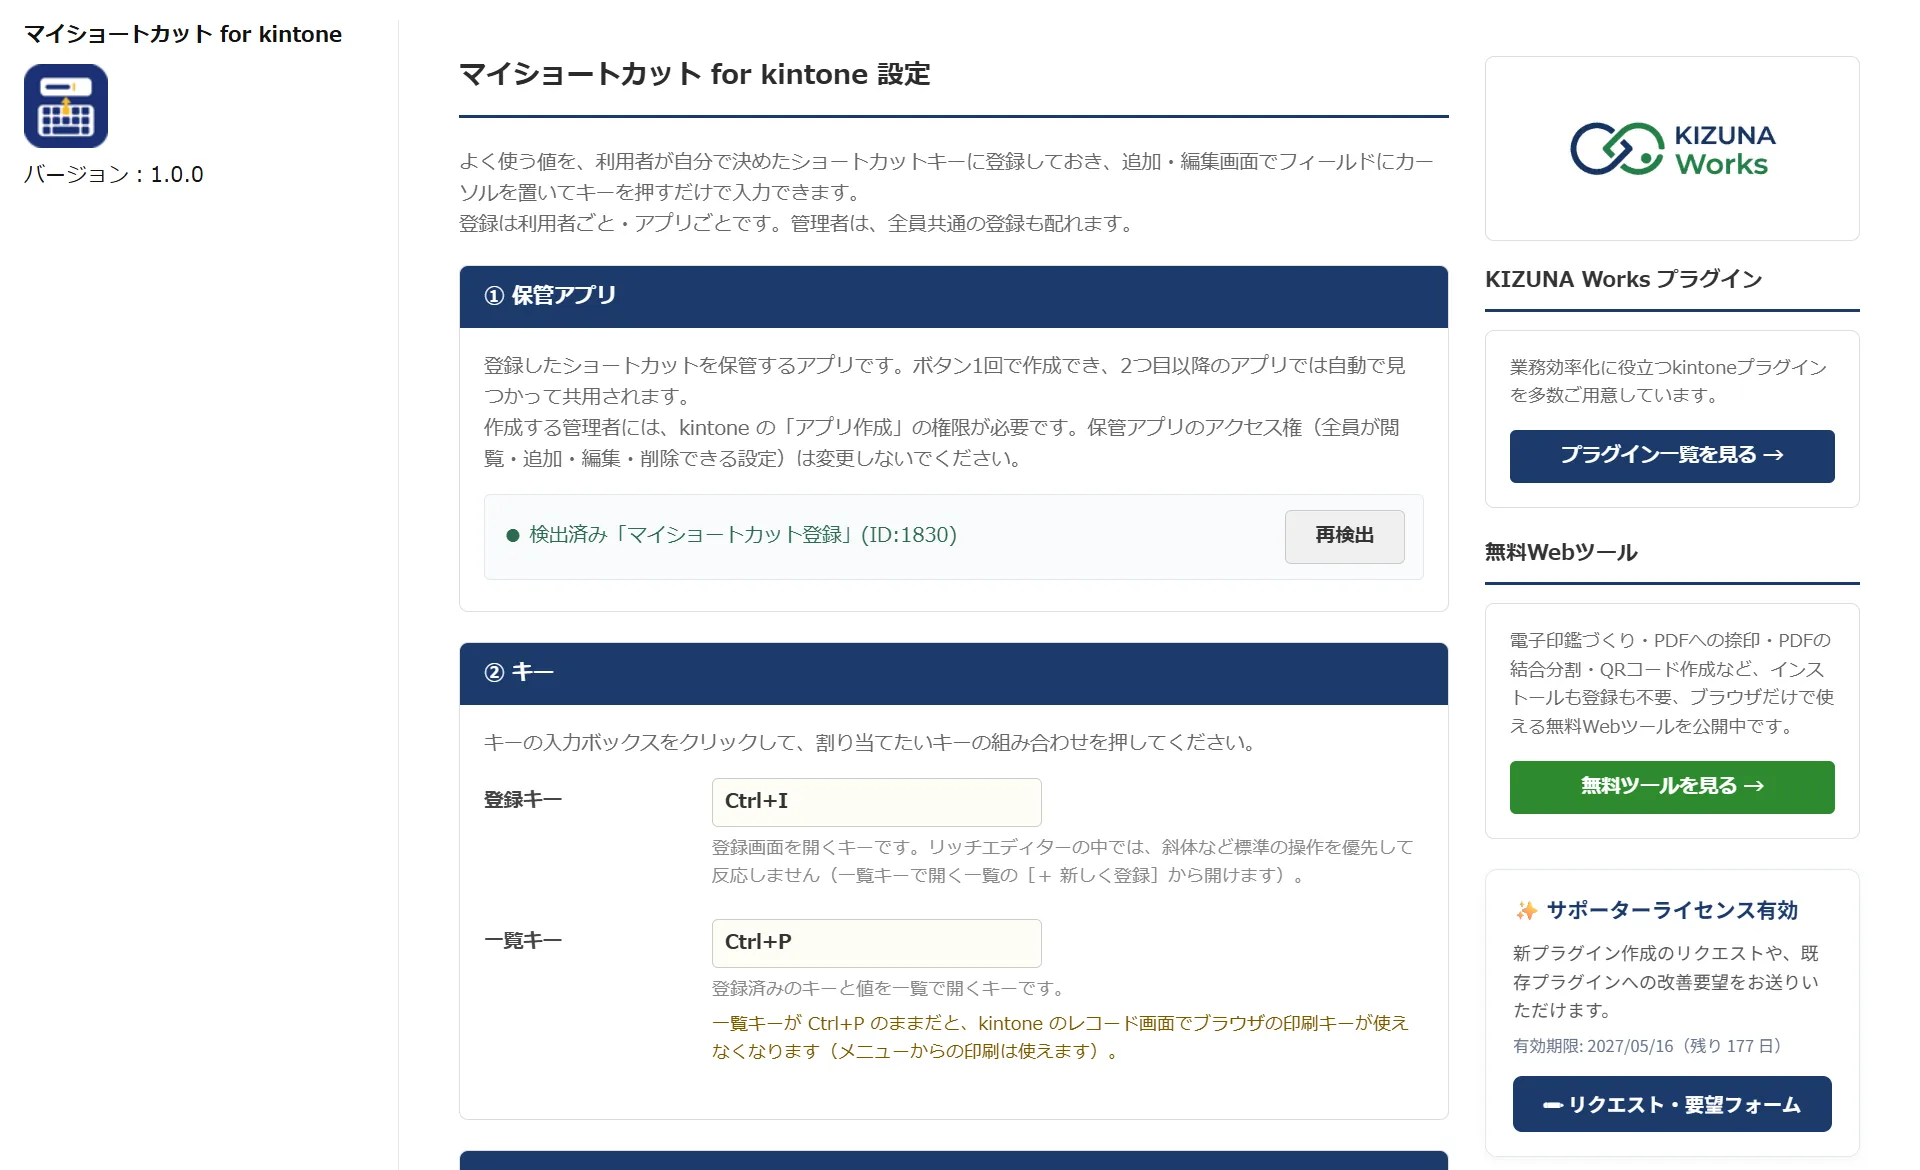 マイショートカット for kintone
バージョン : 1.0.0
マイショートカット for kintone 設定
よく使う値を、利用者が自分で決めたショートカットキーに登録しておき、追加・編集画面でフィールドにカー
ソルを置いてキーを押すだけで入力できます。
登録は利用者ごと・アプリごとです。管理者は、全員共通の登録も配れます。
① 保管アプリ
登録したショートカットを保管するアプリです。ボタン1回で作成でき、2つ目以降のアプリでは自動で見
つかって共用されます。
作成する管理者には、kintone の「アプリ作成」の権限が必要です。保管アプリのアクセス権（全員が閲
覧・追加・編集・削除できる設定）は変更しないでください。
● 検出済み「マイショートカット登録」(ID:1830)
再検出
② キー
キーの入力ボックスをクリックして、割り当てたいキーの組み合わせを押してください。
登録キー
Ctrl+I
登録画面を開くキーです。リッチエディターの中では、斜体など標準の操作を優先して
反応しません（一覧キーで開く一覧の［＋ 新しく登録］から開けます）。
一覧キー
Ctrl+P
登録済みのキーと値を一覧で開くキーです。
一覧キーが Ctrl+P のままだと、kintone のレコード画面でブラウザの印刷キーが使え
なくなります（メニューからの印刷は使えます）。
KIZUNA
Works
KIZUNA Works プラグイン
業務効率化に役立つkintoneプラグイン
を多数ご用意しています。
プラグイン一覧を見る →
無料Webツール
電子印鑑づくり・PDFへの捺印・PDFの
結合分割・QRコード作成など、インス
トールも登録も不要、ブラウザだけで使
える無料Webツールを公開中です。
無料ツールを見る →
✨ サポーターライセンス有効
新プラグイン作成のリクエストや、既
存プラグインへの改善要望をお送りい
ただけます。
有効期限: 2027/05/16（残り 177 日）
リクエスト・要望フォーム